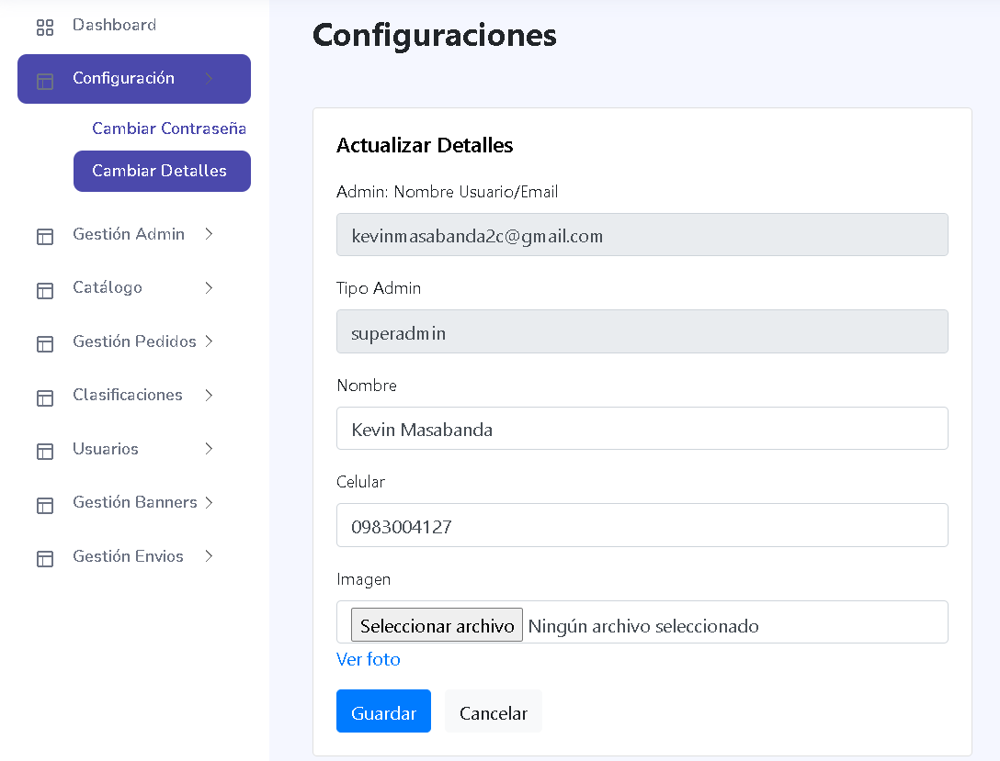 Dashboard
Configuración
Cambiar Contraseña
Cambiar Detalles
Gestión Admin
Catálogo
Gestión Pedidos
Clasificaciones
Usuarios
Gestión Banners
Gestión Envios
Configuraciones
Actualizar Detalles
Admin: Nombre Usuario/Email
kevinmasabanda2c@gmail.com
Tipo Admin
superadmin
Nombre
Kevin Masabanda
Celular
0983004127
Imagen
Seleccionar archivo Ningún archivo seleccionado
Ver foto
Guardar Cancelar